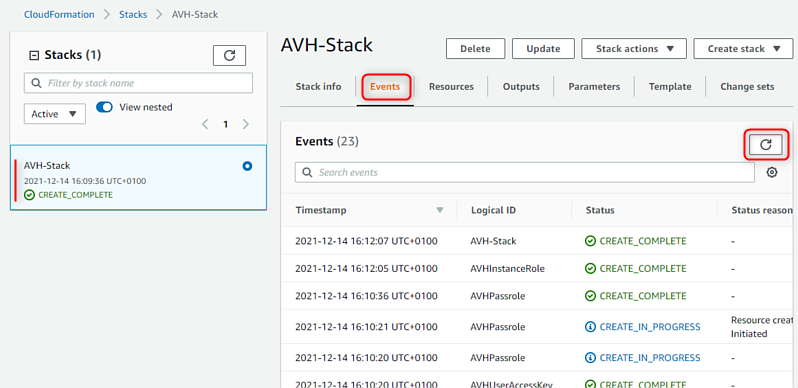 CloudFormation > Stacks > AVH-Stack
Stacks (1)
Filter by stack name
Active
View nested
1
AVH-Stack
2021-12-14 16:09:36 UTC+0100
CREATE_COMPLETE
AVH-Stack
Delete
Update
Stack actions
Create stack
Stack info
Events
Resources
Outputs
Parameters
Template
Change sets
Events (23)
Search events
Timestamp Logical ID Status Status reason
2021-12-14 16:12:07 UTC+0100 AVH-Stack CREATE_COMPLETE -
2021-12-14 16:12:05 UTC+0100 AVHInstanceRole CREATE_COMPLETE -
2021-12-14 16:10:36 UTC+0100 AVHPassrole CREATE_COMPLETE -
2021-12-14 16:10:21 UTC+0100 AVHPassrole CREATE_IN_PROGRESS Resource creat
Initiated
2021-12-14 16:10:20 UTC+0100 AVHPassrole CREATE_IN_PROGRESS -
2021-12-14 16:10:20 UTC+0100 AVHUserAccessKey CREATE_COMPLETE -